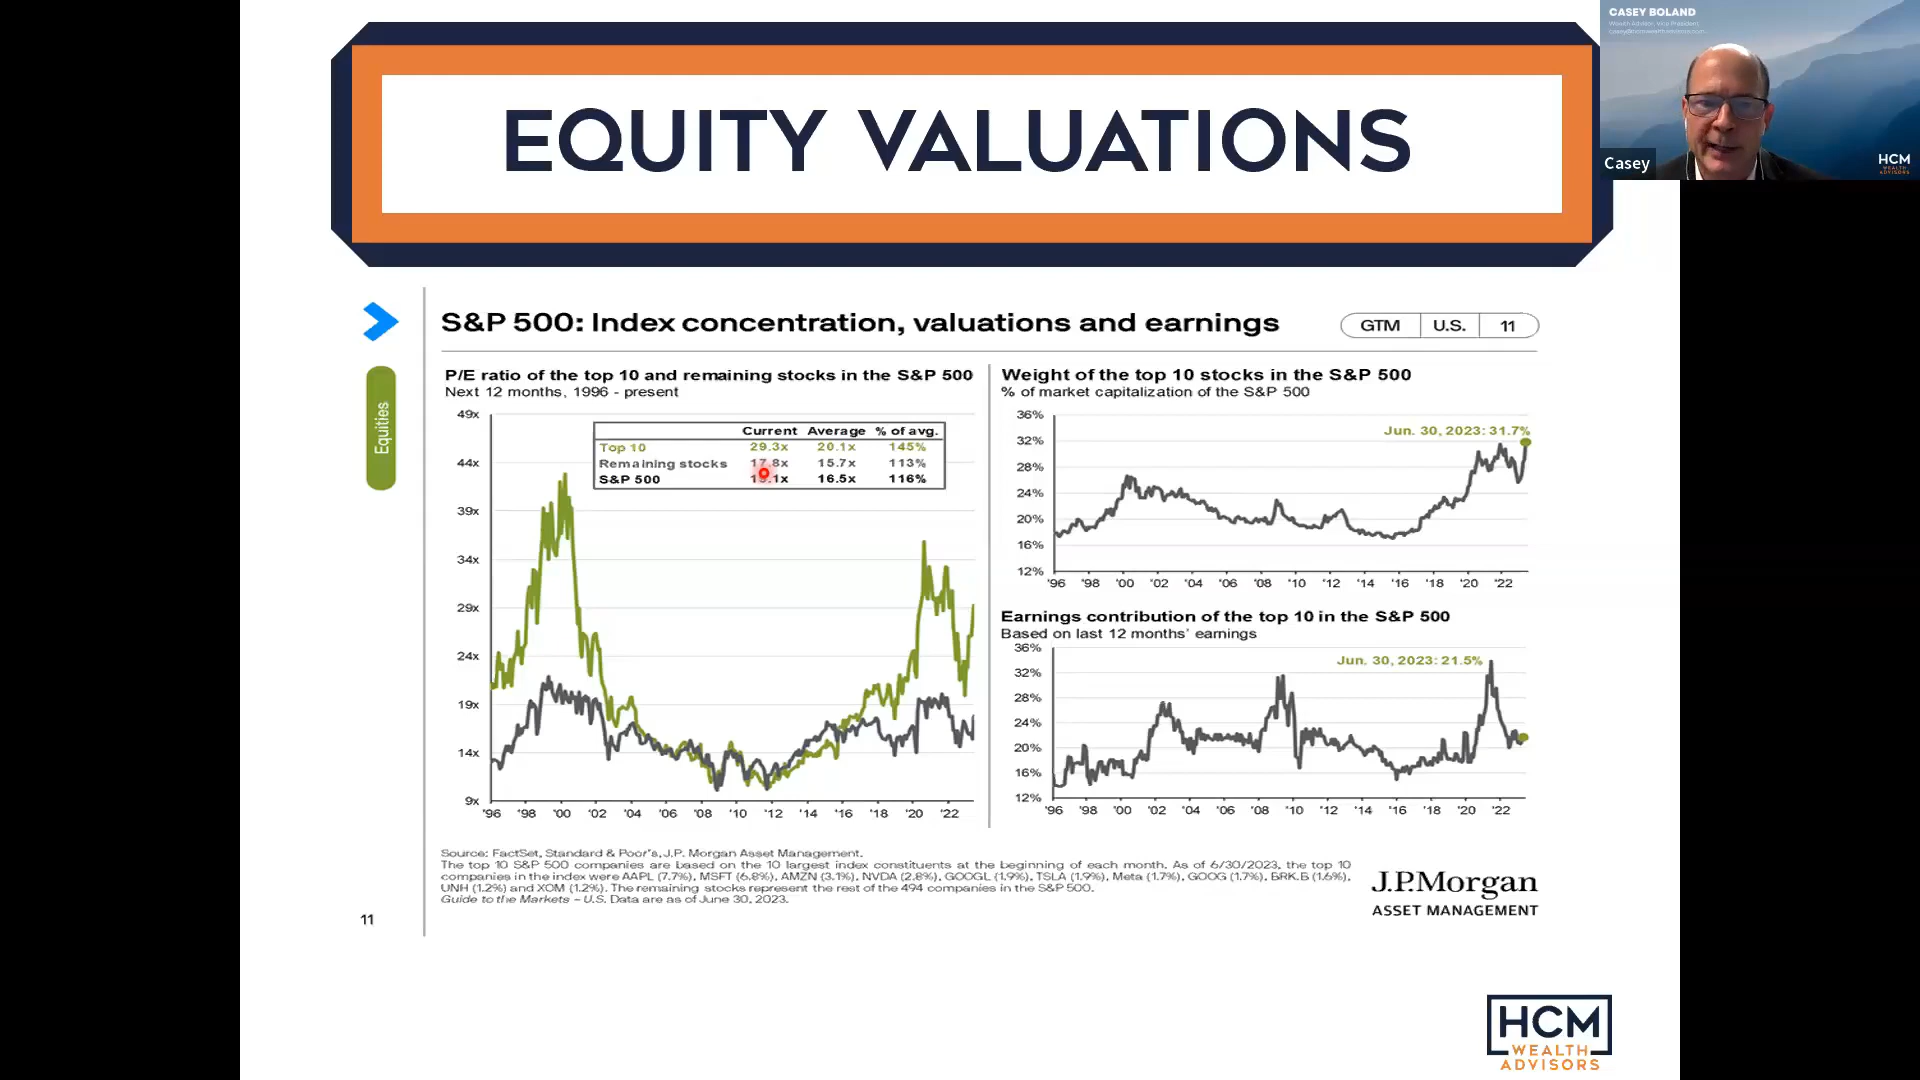 EQUITY VALUATIONS
CASEY BOLAND
Wealth Advisor, Vice President
Casey
HCM
WEALTH
ADVISORS
S&P 500: Index concentration, valuations and earnings
GTM U.S. 11
Equities
P/E ratio of the top 10 and remaining stocks in the S&P 500
Next 12 months, 1996 - present
49x
44x
39x
34x
29x
24x
19x
14x
9x
Current Average % of avg.
Top 10 29.3x 20.1x 145%
Remaining stocks 17.8x 15.7x 113%
S&P 500 16.5x 116%
'96 '98 '00 '02 '04 '06 '08 '10 '12 '14 '16 '18 '20 '22
Weight of the top 10 stocks in the S&P 500
% of market capitalization of the S&P 500
36%
32%
28%
24%
20%
16%
12%
Jun. 30, 2023: 31.7%
'96 '98 '00 '02 '04 '06 '08 '10 '12 '14 '16 '18 '20 '22
Earnings contribution of the top 10 in the S&P 500
Based on last 12 months' earnings
36%
32%
28%
24%
20%
16%
12%
Jun. 30, 2023: 21.5%
'96 '98 '00 '02 '04 '06 '08 '10 '12 '14 '16 '18 '20 '22
Source: FactSet, Standard & Poor's, J.P. Morgan Asset Management.
The top 10 S&P 500 companies are based on the 10 largest index constituents at the beginning of each month. As of 6/30/2023, the top 10
companies in the index were AAPL (7.7%), MSFT (6.8%), AMZN (3.1%), NVDA (2.8%), GOOGL (1.9%), TSLA (1.9%), Meta (1.7%), GOOG (1.7%), BRK.B (1.6%),
UNH (1.2%) and XOM (1.2%). The remaining stocks represent the rest of the 494 companies in the S&P 500.
Guide to the Markets – U.S. Data are as of June 30, 2023.
J.P.Morgan
ASSET MANAGEMENT
11
HCM
WEALTH
ADVISORS